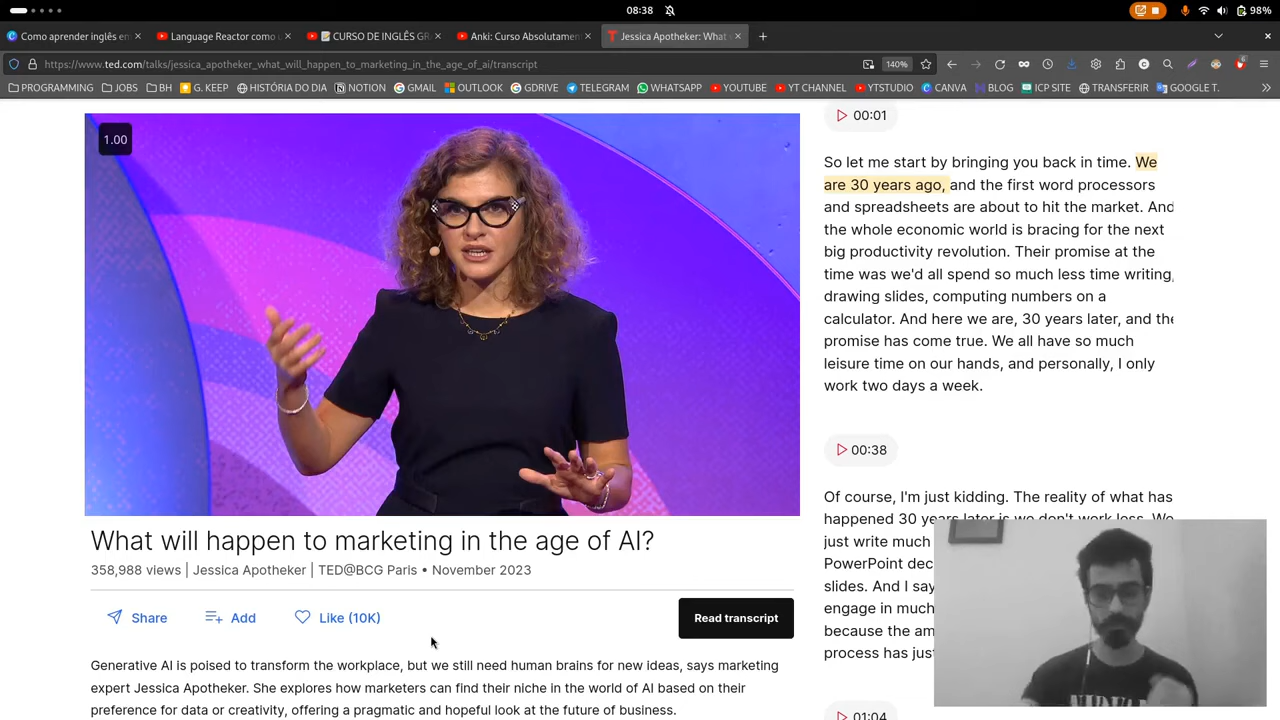 08:38
98%
Como aprender inglês en
Language Reactor como u
CURSO DE INGLÊS GR
Anki: Curso Absolutamen
Jessica Apotheker: What
https://www.ted.com/talks/jessica_apotheker_what_will_happen_to_marketing_in_the_age_of_ai/transcript
140%
PROGRAMMING
JOBS
BH
G. KEEP
HISTÓRIA DO DIA
NOTION
GMAIL
OUTLOOK
GDRIVE
TELEGRAM
WHATSAPP
YOUTUBE
YT CHANNEL
YTSTUDIO
CANVA
BLOG
ICP SITE
TRANSFERIR
GOOGLE T.
1.00
What will happen to marketing in the age of AI?
358,988 views | Jessica Apotheker | TED@BCG Paris • November 2023
Share
Add
Like (10K)
Read transcript
Generative AI is poised to transform the workplace, but we still need human brains for new ideas, says marketing
expert Jessica Apotheker. She explores how marketers can find their niche in the world of AI based on their
preference for data or creativity, offering a pragmatic and hopeful look at the future of business.
00:01
So let me start by bringing you back in time. We
are 30 years ago, and the first word processors
and spreadsheets are about to hit the market. And
the whole economic world is bracing for the next
big productivity revolution. Their promise at the
time was we'd all spend so much less time writing,
drawing slides, computing numbers on a
calculator. And here we are, 30 years later, and the
promise has come true. We all have so much
leisure time on our hands, and personally, I only
work two days a week.
00:38
Of course, I'm just kidding. The reality of what has
happened 30 years later is we don't work less. We
just write much
PowerPoint dec
slides. And I say
engage in much
because the am
process has jus
01:04